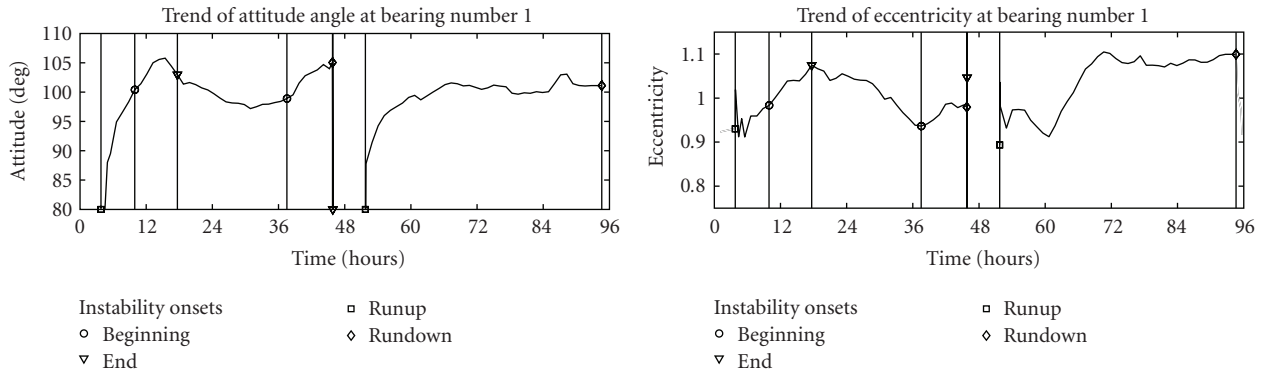 Trend of attitude angle at bearing number 1
Attitude (deg)
110
105
100
95
90
85
80
0 12 24 36 48 60 72 84 96
Time (hours)
Instability onsets
Beginning
End
Runup
Rundown
Trend of eccentricity at bearing number 1
Eccentricity
1.1
1
0.9
0.8
0 12 24 36 48 60 72 84 96
Time (hours)
Instability onsets
Beginning
End
Runup
Rundown